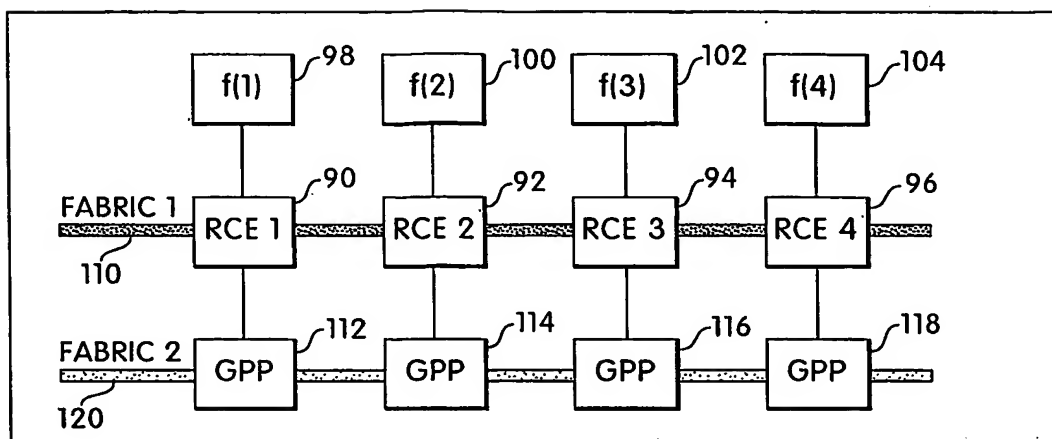 f(1) 98 f(2) 100 f(3) 102 f(4) 104
90 92 94 96
FABRIC 1 RCE 1 RCE 2 RCE 3 RCE 4
110
112 114 116 118
FABRIC 2 GPP GPP GPP GPP
120